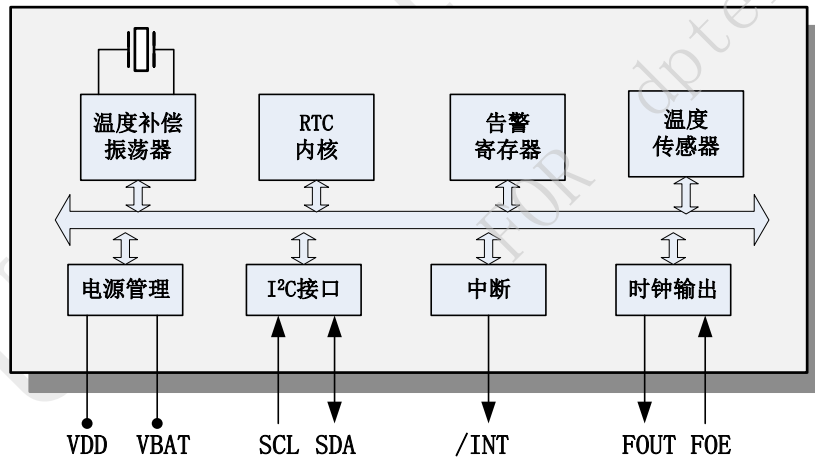 温度补偿
振荡器
RTC
内核
告警
寄存器
温度
传感器
电源管理
I²C接口
中断
时钟输出
VDD VBAT SCL SDA /INT FOUT FOE
FOR